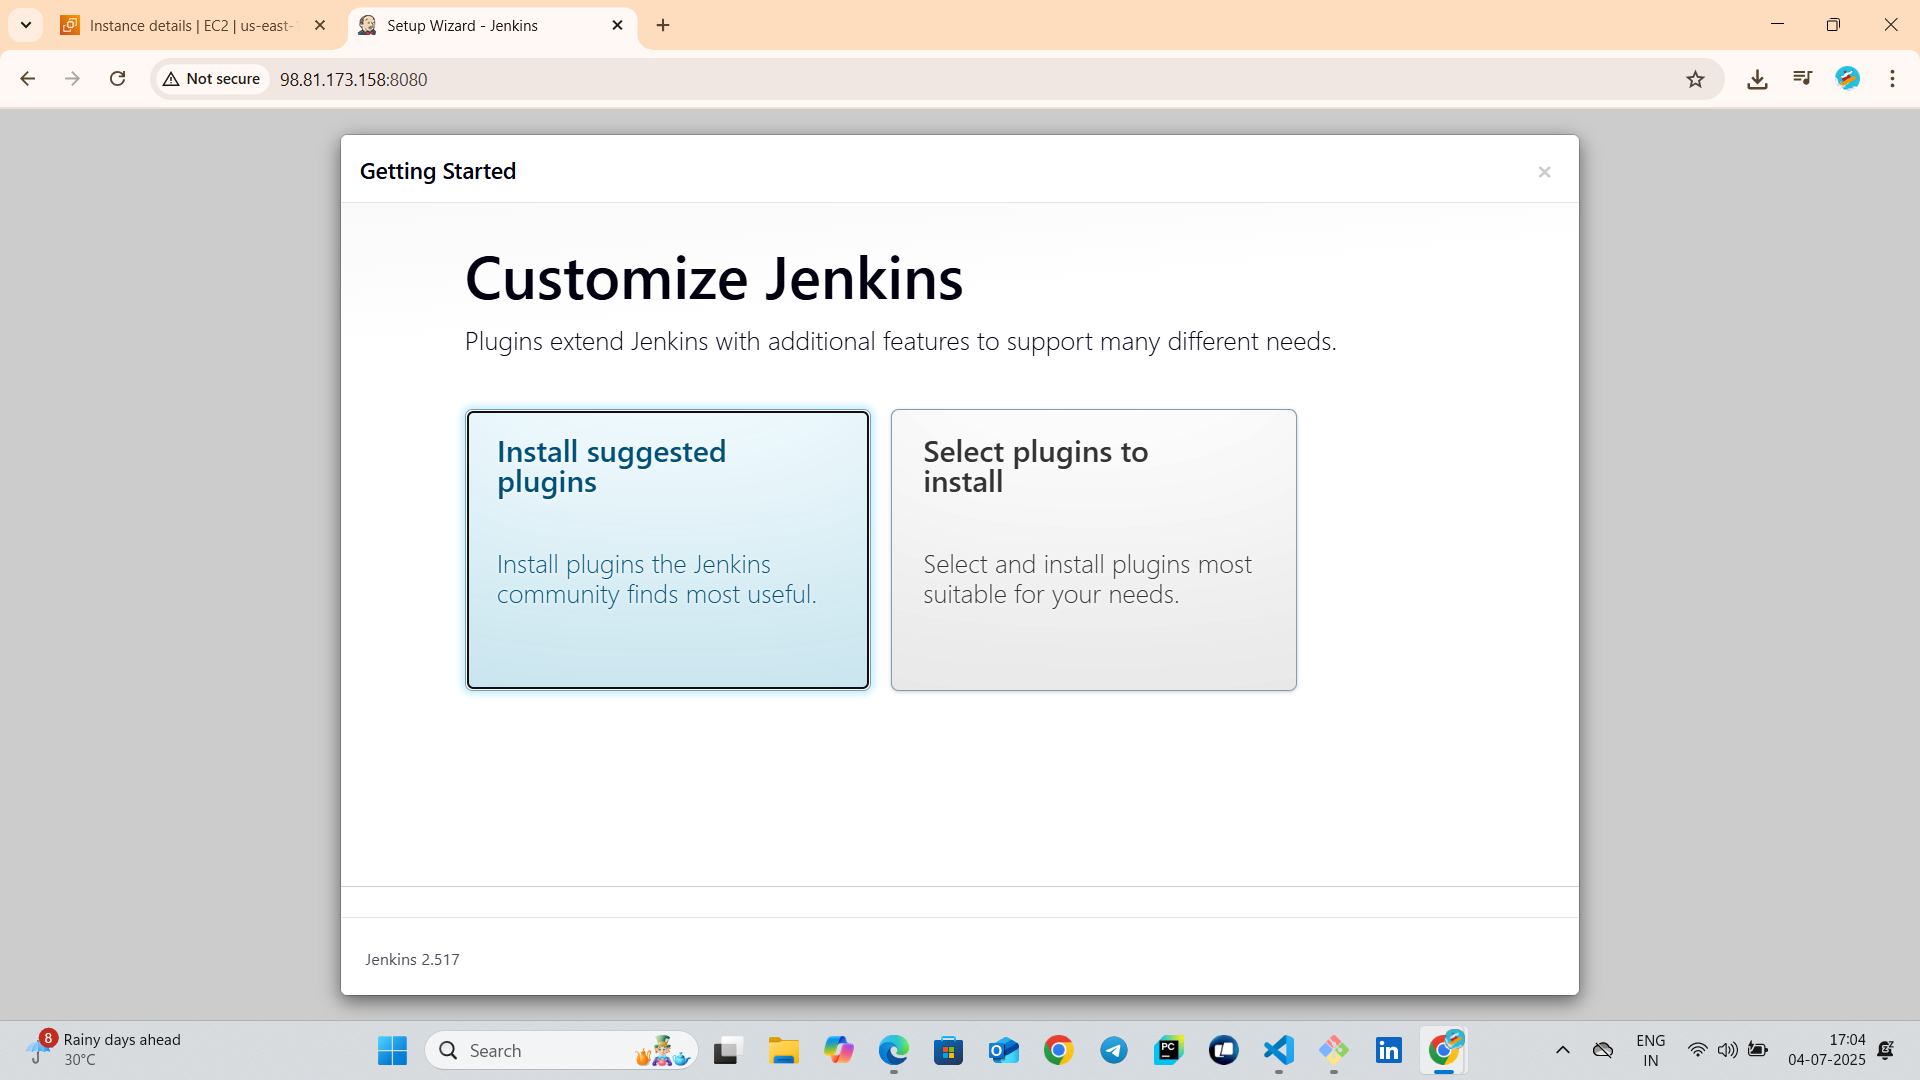 Instance details | EC2 | us-east-
Setup Wizard - Jenkins
Not secure
98.81.173.158:8080
Getting Started
Customize Jenkins
Plugins extend Jenkins with additional features to support many different needs.
Install suggested
plugins
Install plugins the Jenkins
community finds most useful.
Select plugins to
install
Select and install plugins most
suitable for your needs.
Jenkins 2.517
8
Rainy days ahead
30°C
Search
PC
ENG
IN
17:04
04-07-2025